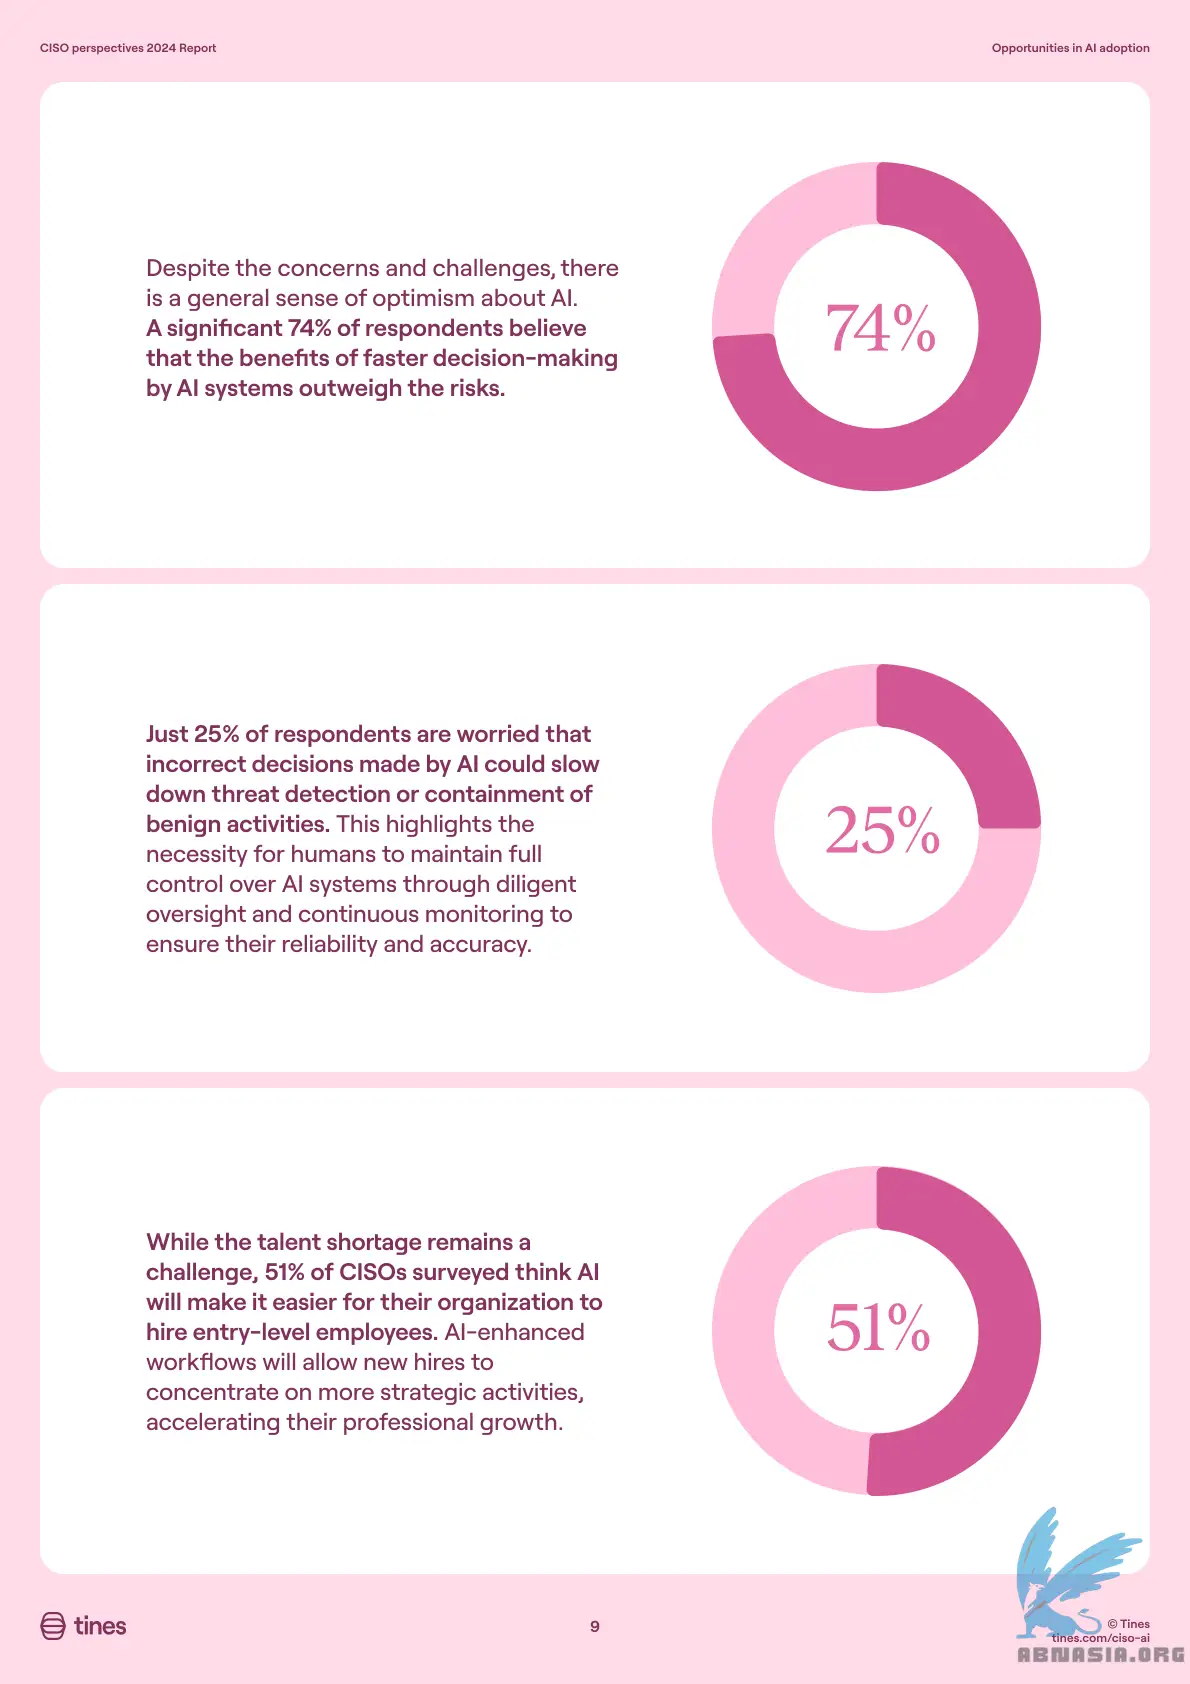 CISO perspectives 2024 Report
Opportunities in AI adoption
Despite the concerns and challenges, there
is a general sense of optimism about AI.
A significant 74% of respondents believe
that the benefits of faster decision-making
by AI systems outweigh the risks.
74%
Just 25% of respondents are worried that
incorrect decisions made by AI could slow
down threat detection or containment of
benign activities. This highlights the
necessity for humans to maintain full
control over AI systems through diligent
oversight and continuous monitoring to
ensure their reliability and accuracy.
25%
While the talent shortage remains a
challenge, 51% of CISOs surveyed think AI
will make it easier for their organization to
hire entry-level employees. AI-enhanced
workflows will allow new hires to
concentrate on more strategic activities,
accelerating their professional growth.
51%
tines
9
© Tines
tines.com/ciso-ai
ABNASIA.ORG